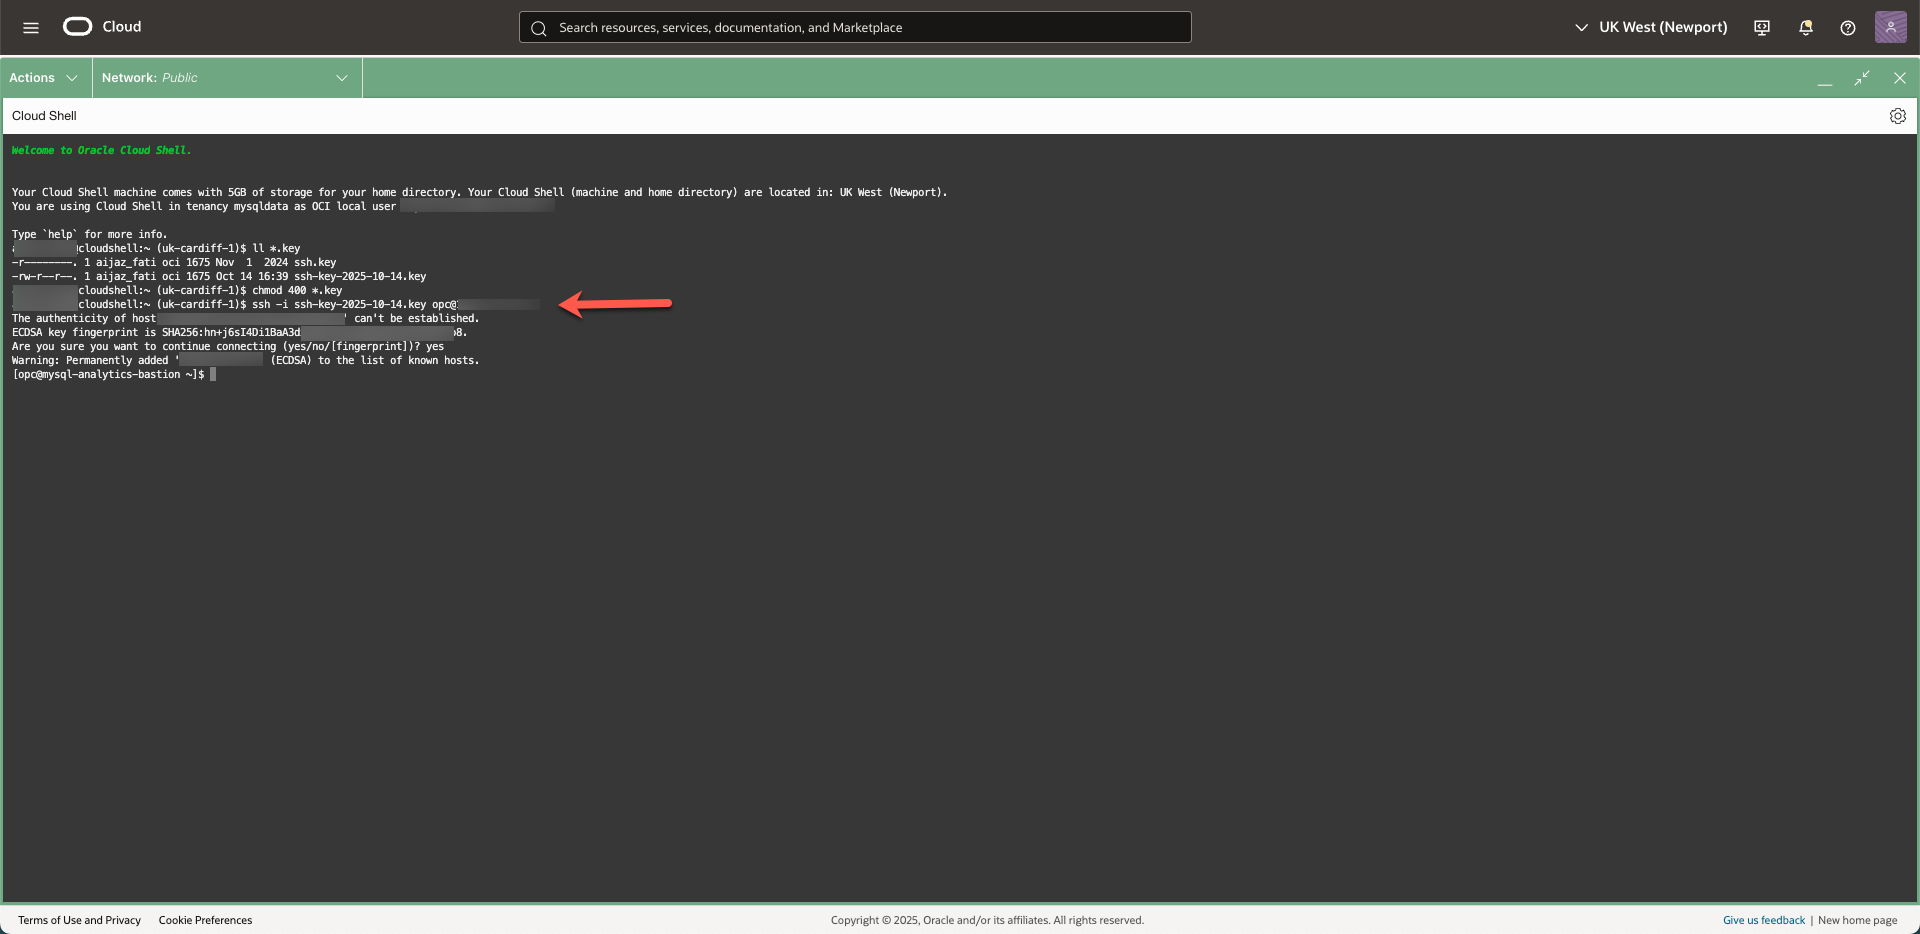 Cloud
Search resources, services, documentation, and Marketplace
UK West (Newport)
Actions
Network: Public
Cloud Shell
Welcome to Oracle Cloud Shell.
Your Cloud Shell machine comes with 5GB of storage for your home directory. Your Cloud Shell (machine and home directory) are located in: UK West (Newport).
You are using Cloud Shell in tenancy mysqldata as OCI local user
Type `help` for more info.
cloudshell:~ (uk-cardiff-1)$ ll *.key
-r--------. 1 aijaz_fati oci 1675 Nov  1  2024 ssh.key
-rw-r--r--. 1 aijaz_fati oci 1675 Oct 14 16:39 ssh-key-2025-10-14.key
cloudshell:~ (uk-cardiff-1)$ chmod 400 *.key
cloudshell:~ (uk-cardiff-1)$ ssh -i ssh-key-2025-10-14.key opc@
The authenticity of host ' can't be established.
ECDSA key fingerprint is SHA256:hn+j6sI4Di1BaA3d 8.
Are you sure you want to continue connecting (yes/no/[fingerprint])? yes
Warning: Permanently added ' (ECDSA) to the list of known hosts.
[opc@mysql-analytics-bastion ~]$
Terms of Use and Privacy
Cookie Preferences
Copyright © 2025, Oracle and/or its affiliates. All rights reserved.
Give us feedback | New home page